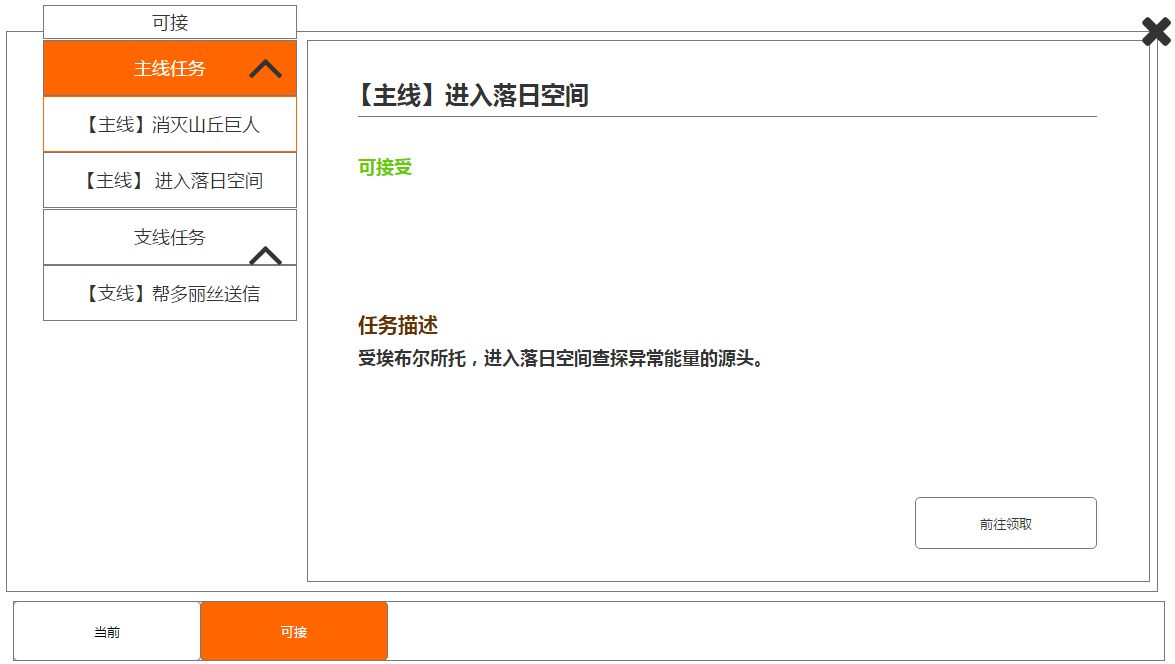 可接
主线任务
【主线】消灭山丘巨人
【主线】 进入落日空间
支线任务
【支线】帮多丽丝送信
【主线】进入落日空间
可接受
任务描述
受埃布尔所托，进入落日空间查探异常能量的源头。
前往领取
当前
可接